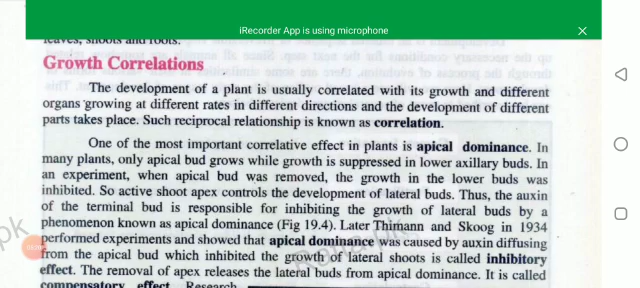 iRecorder App is using microphone
leaves, shoots and roots.
Growth Correlations
The development of a plant is usually correlated with its growth and different
organs growing at different rates in different directions and the development of different
parts takes place. Such reciprocal relationship is known as correlation.
One of the most important correlative effect in plants is apical dominance. In
many plants, only apical bud grows while growth is suppressed in lower axillary buds. In
an experiment, when apical bud was removed, the growth in the lower buds was
inhibited. So active shoot apex controls the development of lateral buds. Thus, the auxin
of the terminal bud is responsible for inhibiting the growth of lateral buds by a
phenomenon known as apical dominance (Fig 19.4). Later Thimann and Skoog in 1934
performed experiments and showed that apical dominance was caused by auxin diffusing
from the apical bud which inhibited the growth of lateral shoots is called inhibitory
effect. The removal of apex releases the lateral buds from apical dominance. It is called
compensatory effect. Research